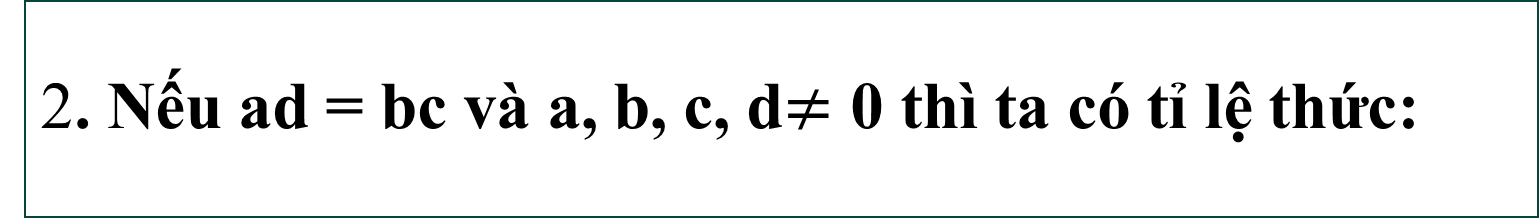 2. Nếu ad = bc và a, b, c, d≠ 0 thì ta có tỉ lệ thức: